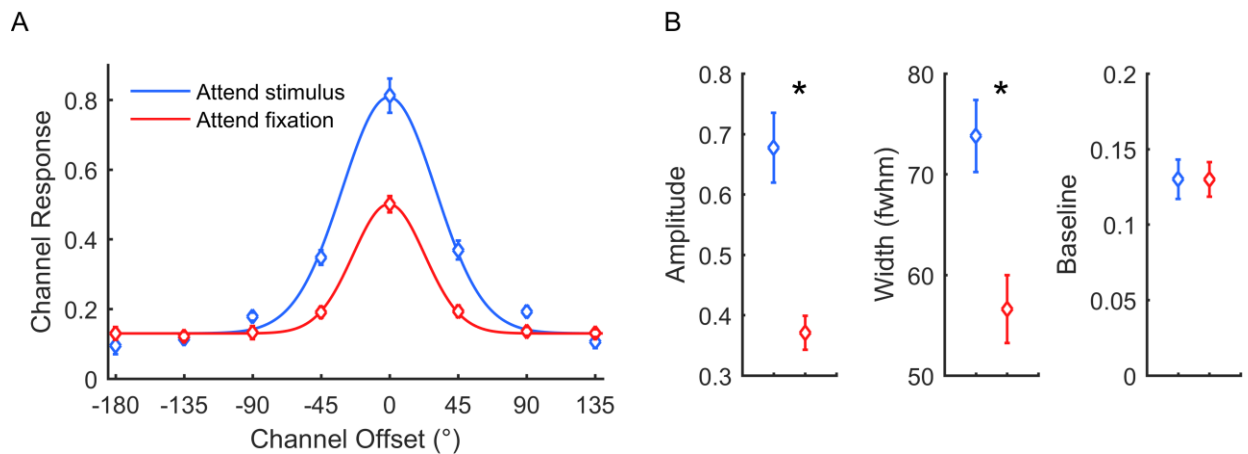 A
Channel Response
0.8
0.6
0.4
0.2
0
Attend stimulus
Attend fixation
-180 -135 -90 -45 0 45 90 135
Channel Offset (°)
B
Amplitude
0.8
0.7
0.6
0.5
0.4
0.3
*
Width (fwhm)
80
70
60
50
*
Baseline
0.2
0.15
0.1
0.05
0